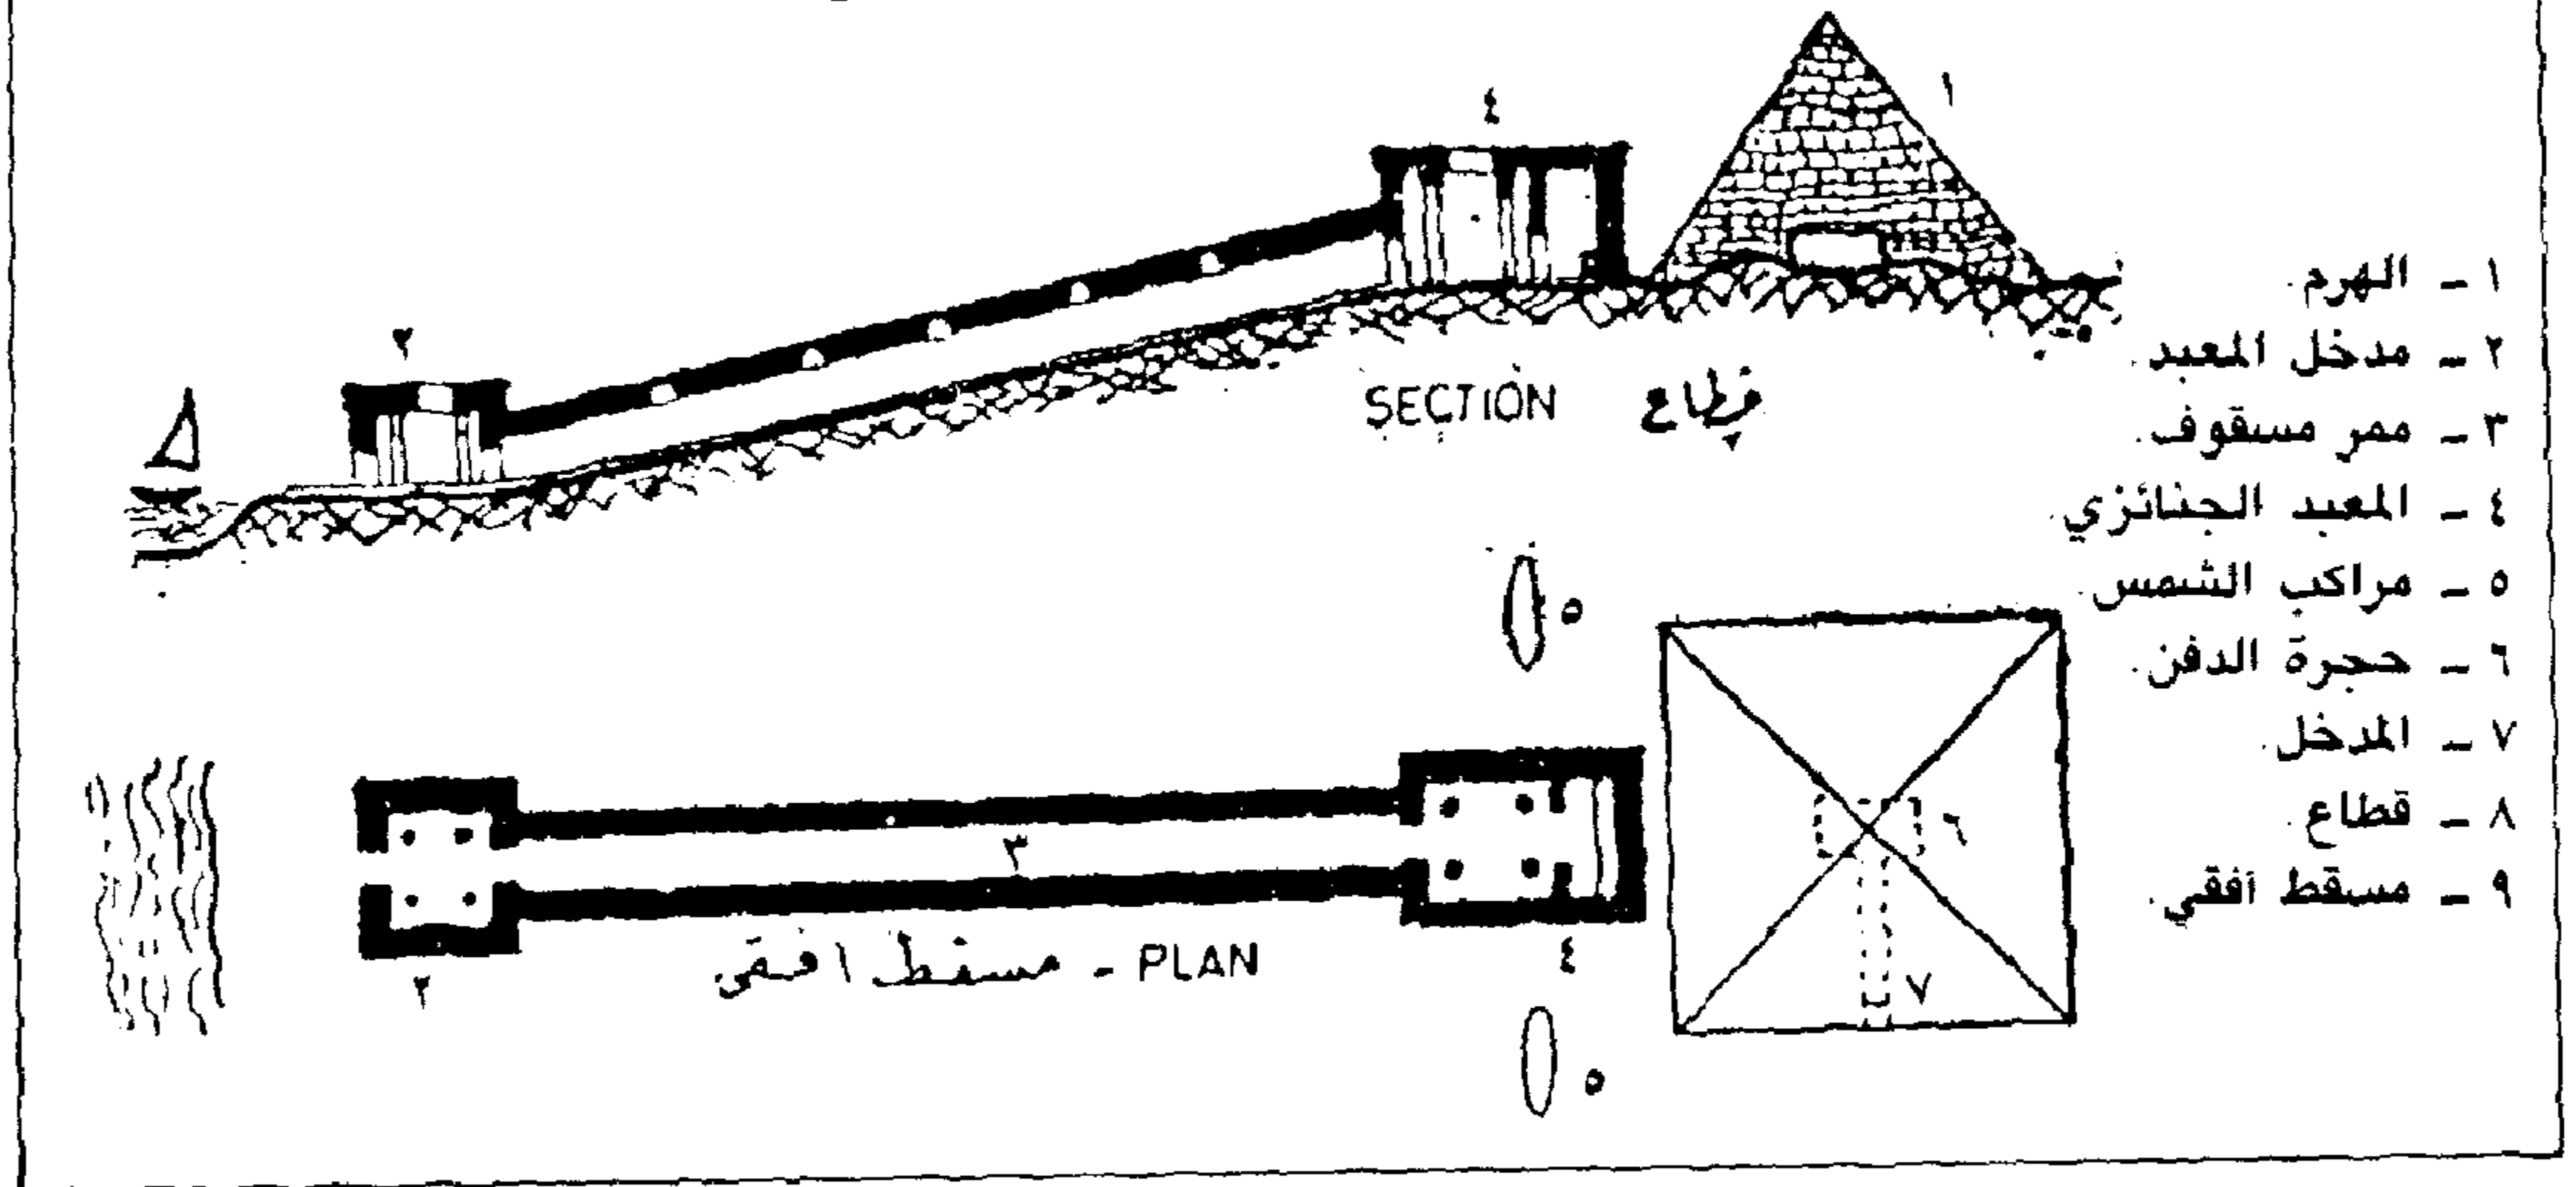 ١
٤
٢
SECTION قطاع
١ - الهرم.
٢ - مدخل المعبد.
٣ - ممر مسقوف.
٤ - المعبد الجنائزي.
٥ - مراكب الشمس.
٦ - حجرة الدفن.
٧ - المدخل.
٨ - قطاع.
٩ - مسقط أفقي.
٥
٦
٣
٧
٤
٢
مسقط افقى - PLAN
٥